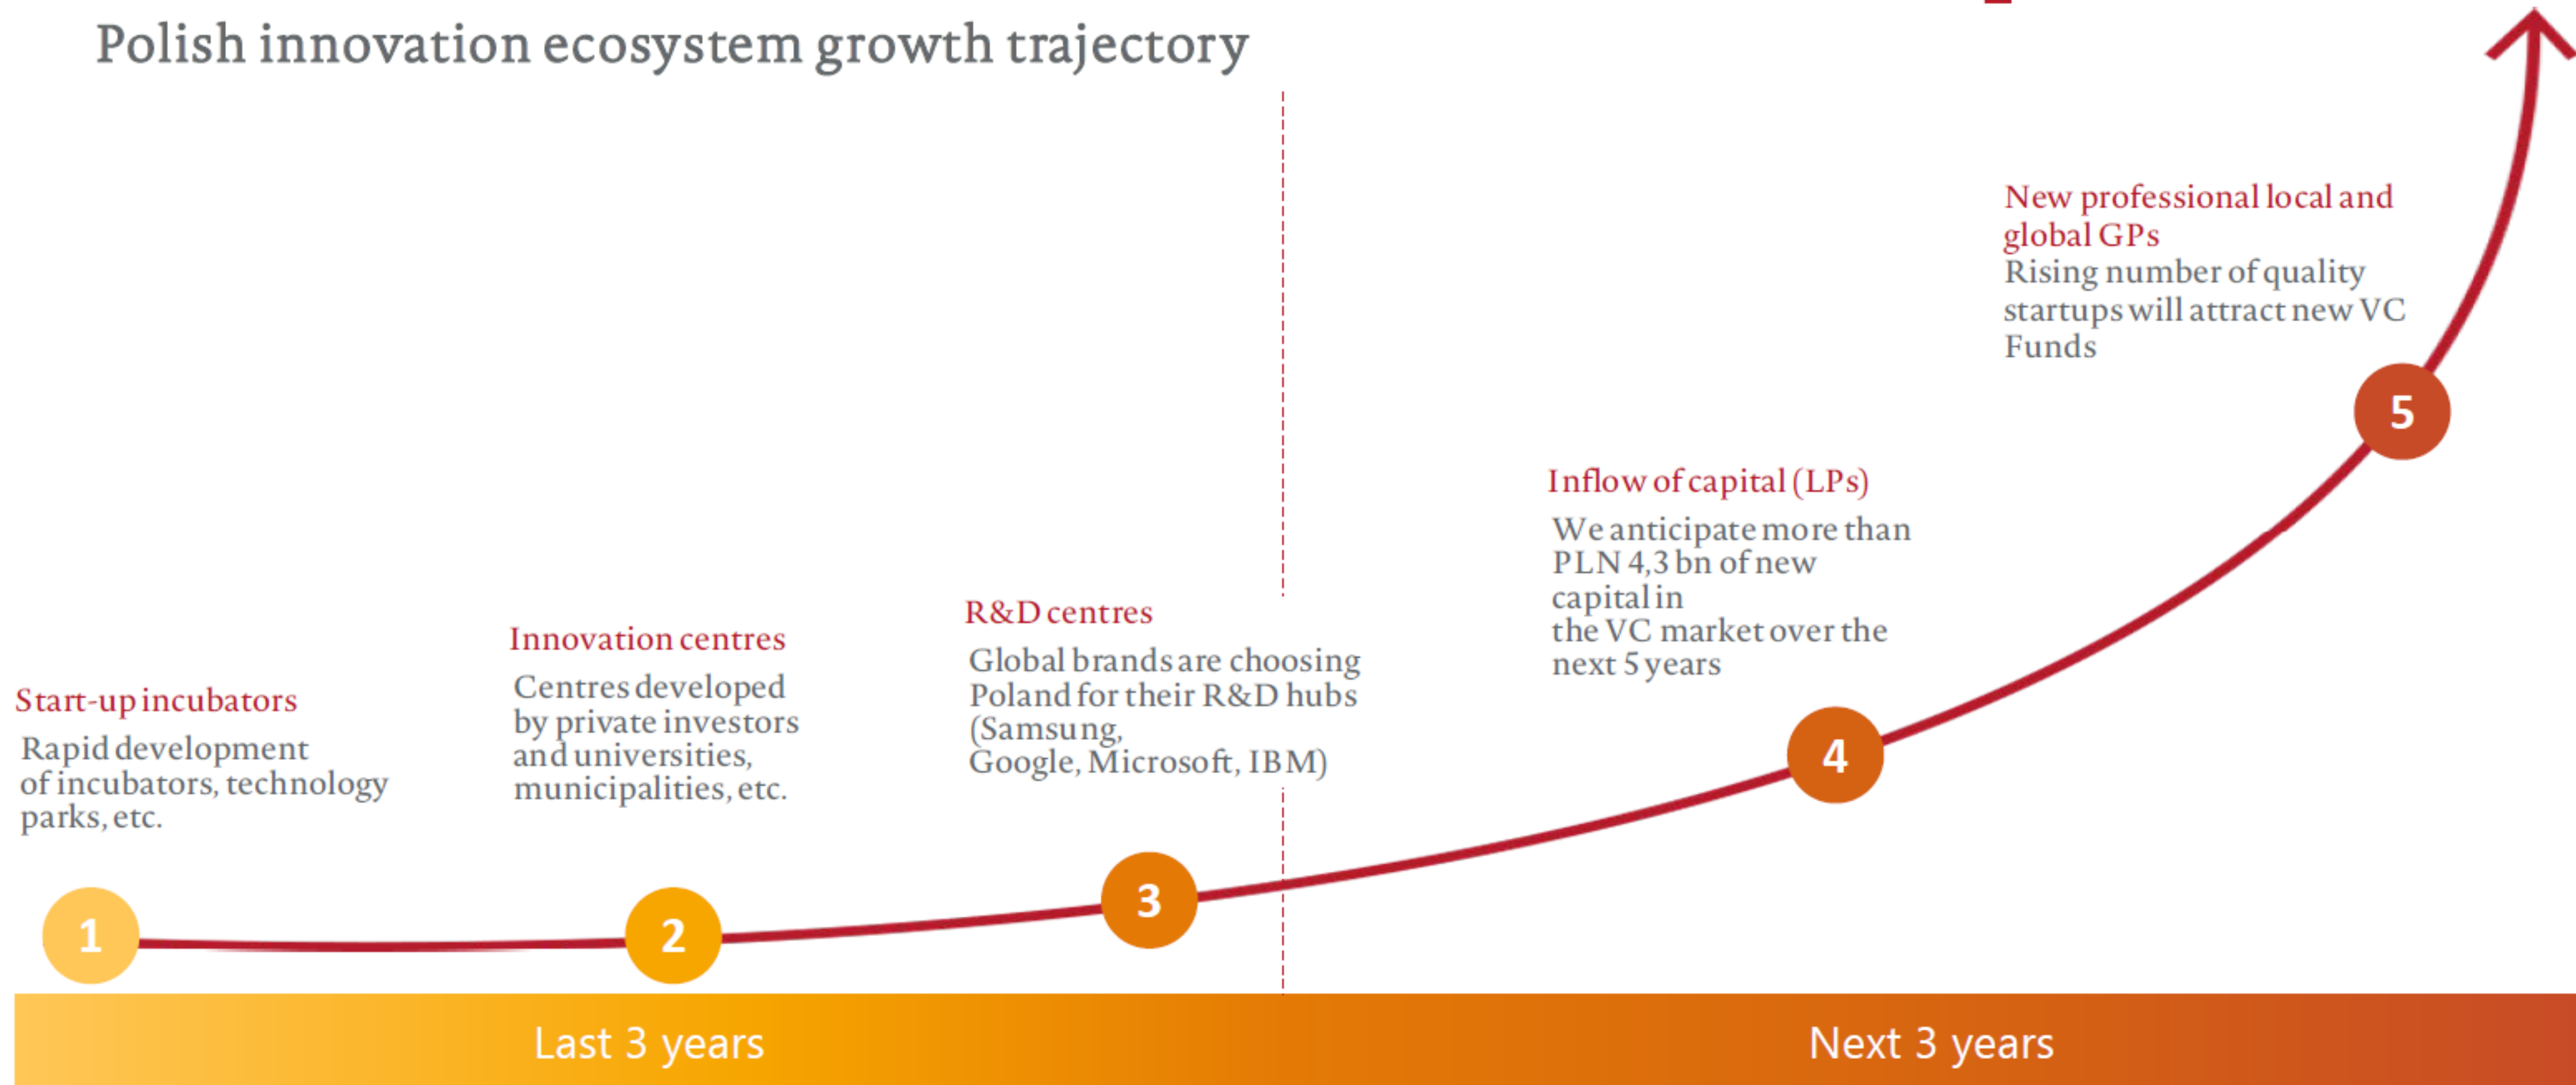 Polish innovation ecosystem growth trajectory
Start-up incubators
Rapid development
of incubators, technology
parks, etc.
1
Innovation centres
Centres developed
by private investors
and universities,
municipalities, etc.
2
R&D centres
Global brands are choosing
Poland for their R&D hubs
(Samsung,
Google, Microsoft, IBM)
3
Inflow of capital (LPs)
We anticipate more than
PLN 4,3 bn of new
capital in
the VC market over the
next 5 years
4
New professional local and
global GPs
Rising number of quality
startups will attract new VC
Funds
5
Last 3 years
Next 3 years